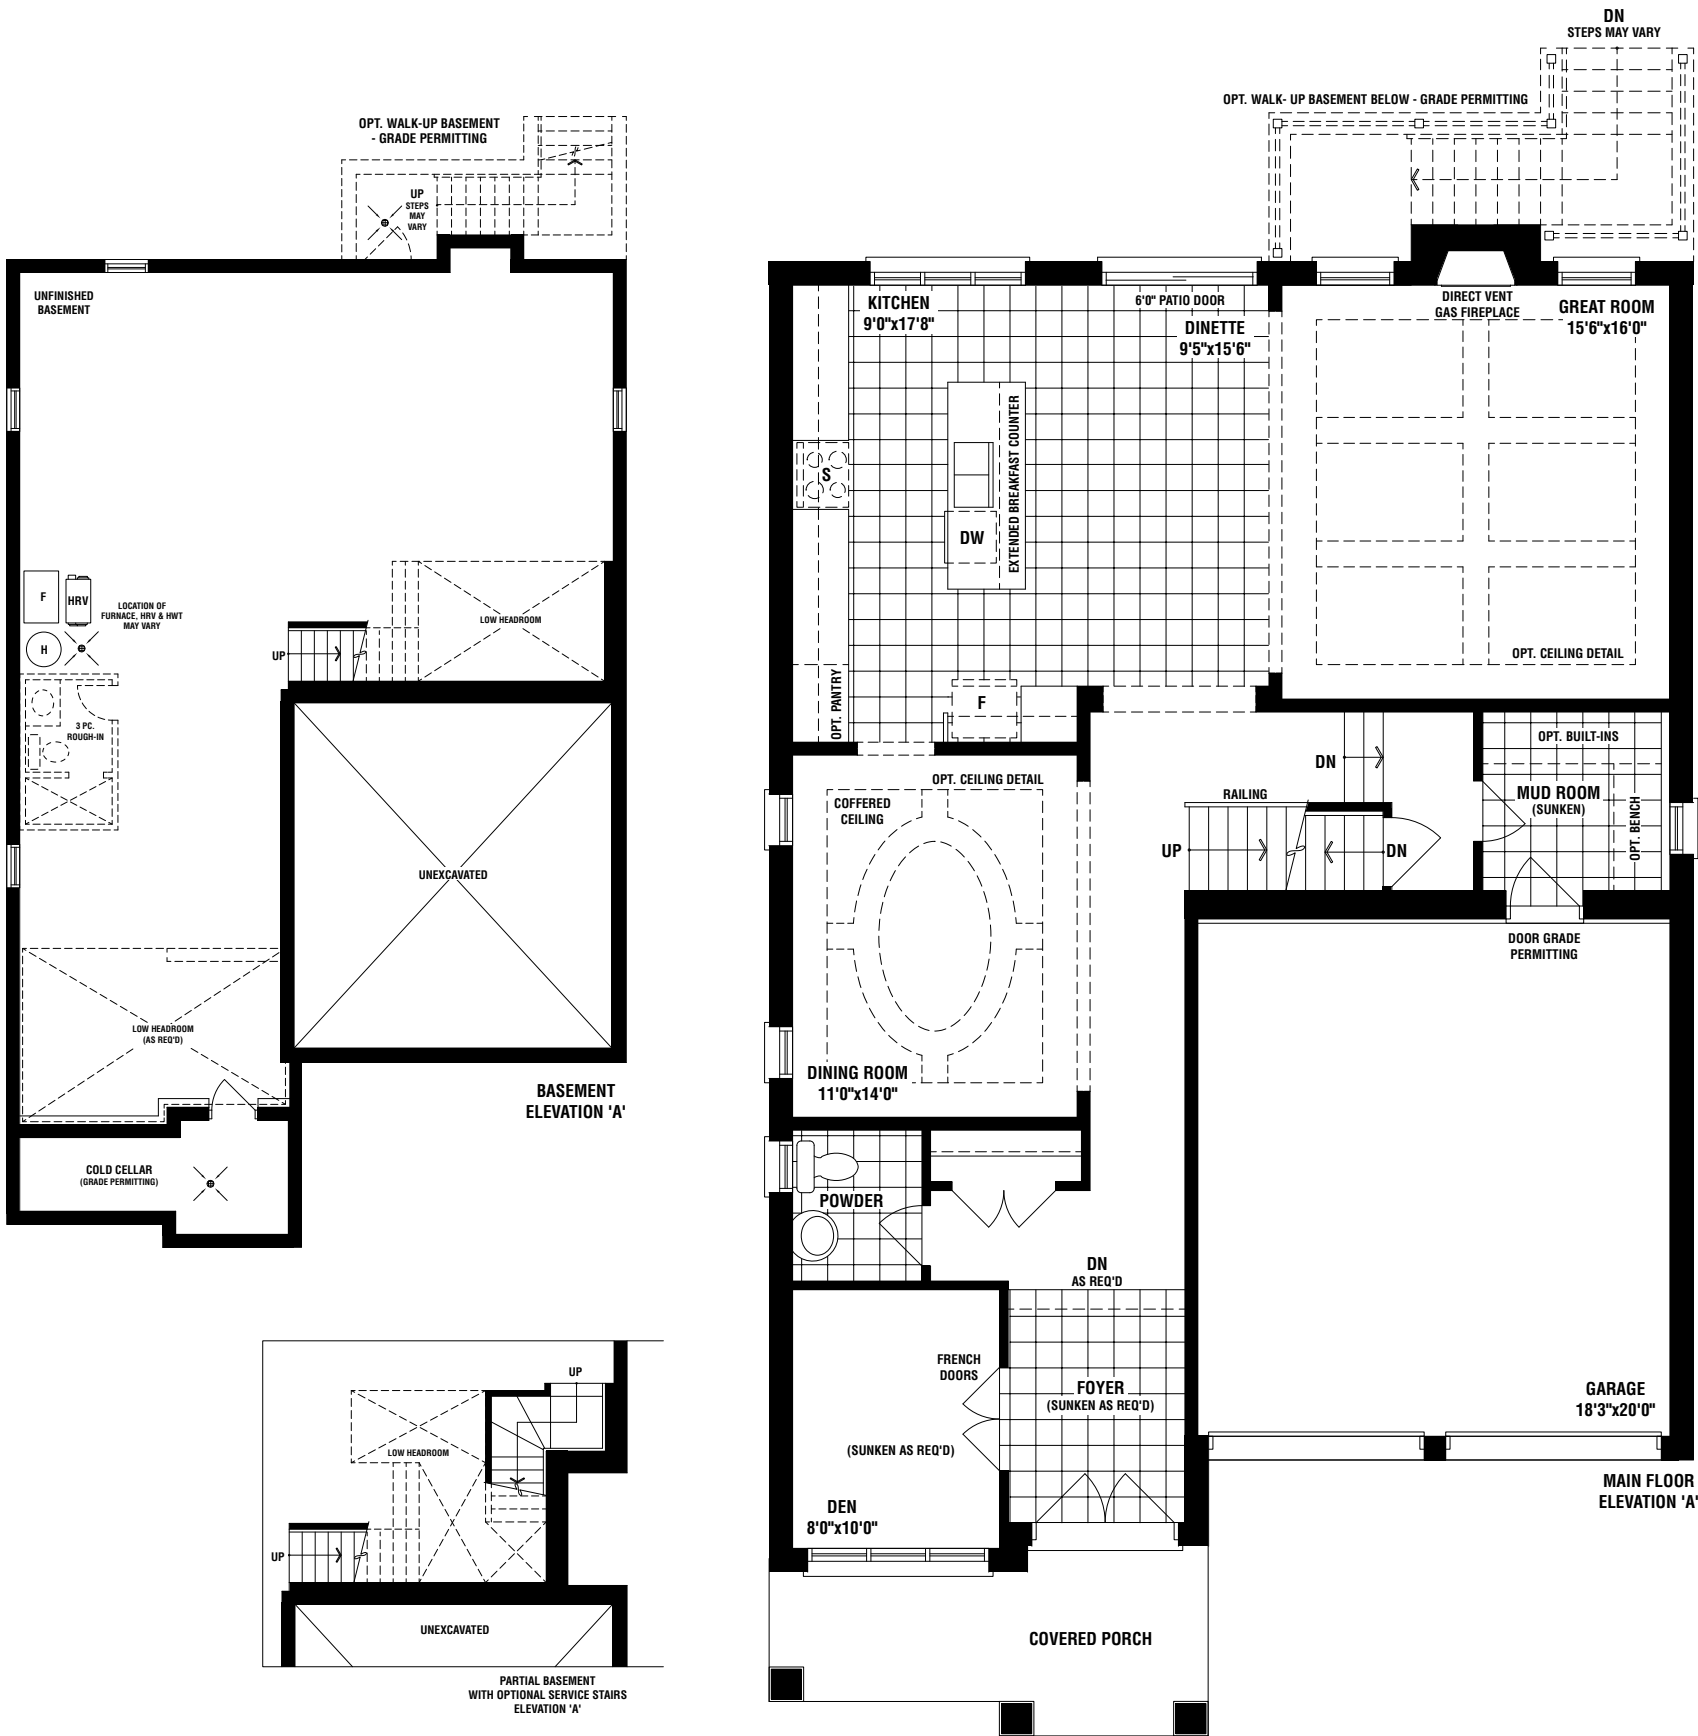 OPT. WALK-UP BASEMENT
- GRADE PERMITTING
UP
STEPS
MAY
VARY
UNFINISHED
BASEMENT
F
HRV
LOCATION OF
FURNACE, HRV & HWT
MAY VARY
H
3 PC.
ROUGH-IN
UP
LOW HEADROOM
UNEXCAVATED
LOW HEADROOM
(AS REQ'D)
COLD CELLAR
(GRADE PERMITTING)
BASEMENT
ELEVATION 'A'
UP
LOW HEADROOM
UP
UNEXCAVATED
PARTIAL BASEMENT
WITH OPTIONAL SERVICE STAIRS
ELEVATION 'A'
DN
STEPS MAY VARY
OPT. WALK- UP BASEMENT BELOW - GRADE PERMITTING
KITCHEN
9'0"x17'8"
6'0" PATIO DOOR
DINETTE
9'5"x15'6"
DIRECT VENT
GAS FIREPLACE
GREAT ROOM
15'6"x16'0"
S
DW
EXTENDED BREAKFAST COUNTER
OPT. CEILING DETAIL
OPT. PANTRY
F
OPT. CEILING DETAIL
COFFERED
CEILING
DINING ROOM
11'0"x14'0"
DN
RAILING
UP
DN
OPT. BUILT-INS
MUD ROOM
(SUNKEN)
OPT. BENCH
DOOR GRADE
PERMITTING
POWDER
DN
AS REQ'D
FRENCH
DOORS
FOYER
(SUNKEN AS REQ'D)
(SUNKEN AS REQ'D)
DEN
8'0"x10'0"
GARAGE
18'3"x20'0"
MAIN FLOOR
ELEVATION 'A'
COVERED PORCH